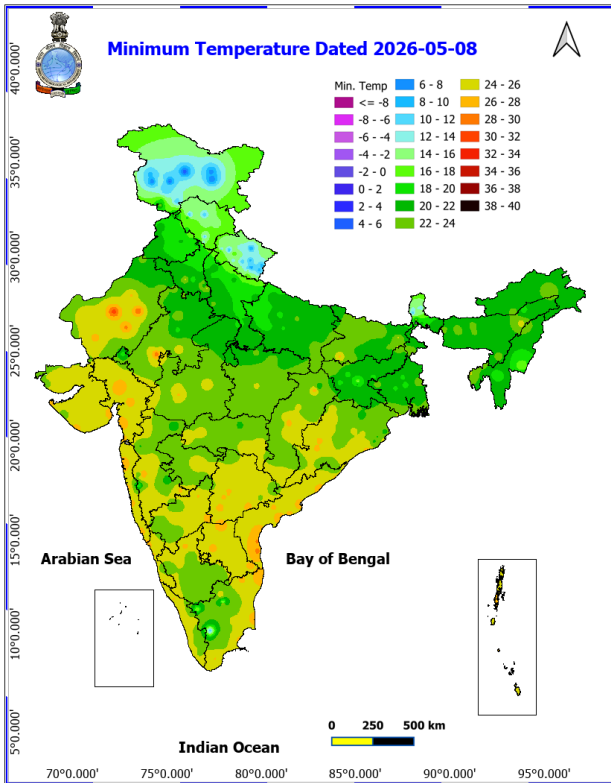 Minimum Temperature Dated 2026-05-08
Min. Temp
<= -8
-8 - -6
-6 - -4
-4 - -2
-2 - 0
0 - 2
2 - 4
4 - 6
6 - 8
8 - 10
10 - 12
12 - 14
14 - 16
16 - 18
18 - 20
20 - 22
22 - 24
24 - 26
26 - 28
28 - 30
30 - 32
32 - 34
34 - 36
36 - 38
38 - 40
40°0.000'
35°0.000'
30°0.000'
25°0.000'
20°0.000'
15°0.000'
10°0.000'
5°0.000'
Arabian Sea
Bay of Bengal
Indian Ocean
0 250 500 km
70°0.000' 75°0.000' 80°0.000' 85°0.000' 90°0.000' 95°0.000'